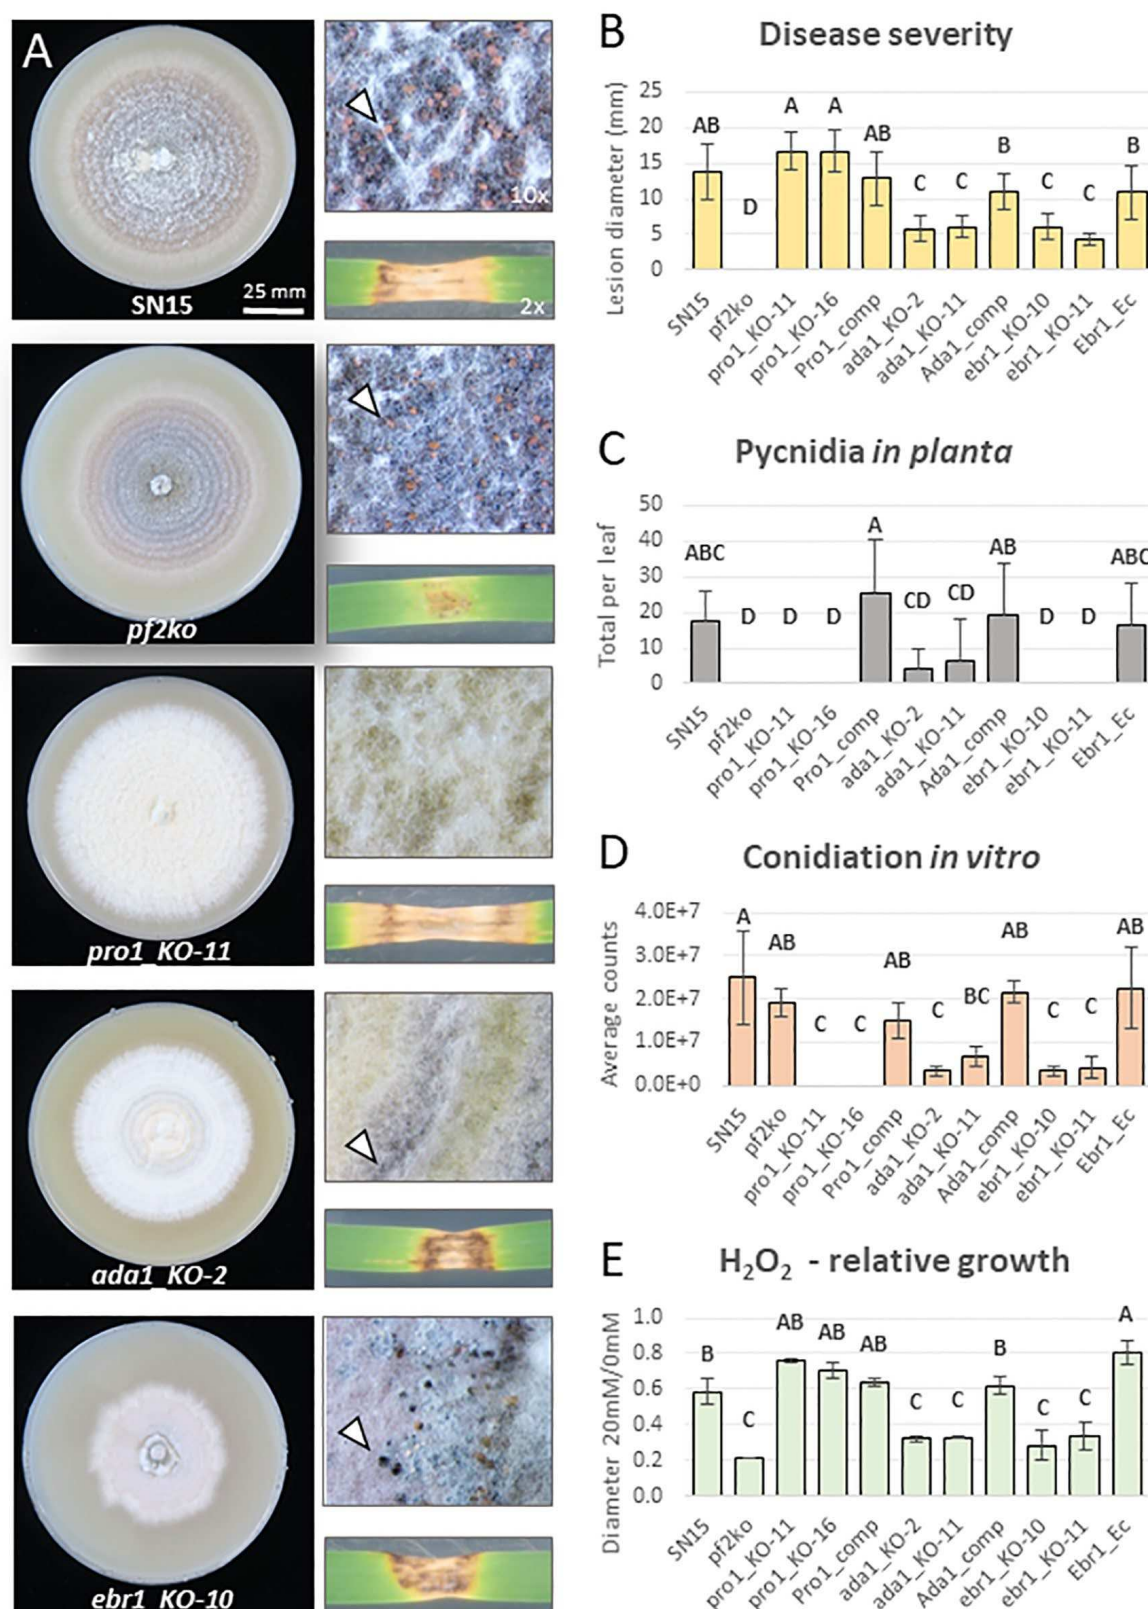 A
10x
SN15
25 mm
2x
pf2ko
pro1_KO-11
ada1_KO-2
ebr1_KO-10
B
Disease severity
Lesion diameter (mm)
25
20
15
10
5
0
AB
D
A
A
AB
C
C
B
C
C
B
SN15
pf2ko
pro1_KO-11
pro1_KO-16
Pro1_comp
ada1_KO-2
ada1_KO-11
Ada1_comp
ebr1_KO-10
ebr1_KO-11
Ebr1_Ec
C
Pycnidia in planta
Total per leaf
50
40
30
20
10
0
ABC
D
D
D
A
CD
CD
AB
D
D
ABC
SN15
pf2ko
pro1_KO-11
pro1_KO-16
Pro1_comp
ada1_KO-2
ada1_KO-11
Ada1_comp
ebr1_KO-10
ebr1_KO-11
Ebr1_Ec
D
Conidiation in vitro
Average counts
4.0E+7
3.0E+7
2.0E+7
1.0E+7
0.0E+0
A
AB
C
C
AB
C
BC
AB
C
C
AB
SN15
pf2ko
pro1_KO-11
pro1_KO-16
Pro1_comp
ada1_KO-2
ada1_KO-11
Ada1_comp
ebr1_KO-10
ebr1_KO-11
Ebr1_Ec
E
H₂O₂ - relative growth
Diameter 20mM/0mM
1.0
0.8
0.6
0.4
0.2
0.0
B
C
AB
AB
AB
C
C
B
C
C
A
SN15
pf2ko
pro1_KO-11
pro1_KO-16
Pro1_comp
ada1_KO-2
ada1_KO-11
Ada1_comp
ebr1_KO-10
ebr1_KO-11
Ebr1_Ec